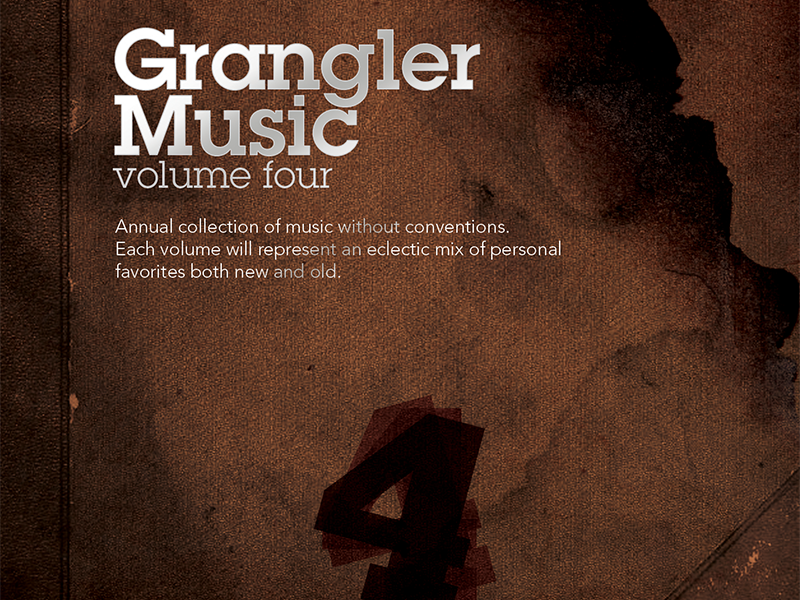 Grangler
Music
volume four
Annual collection of music without conventions.
Each volume will represent an eclectic mix of personal
favorites both new and old.
4